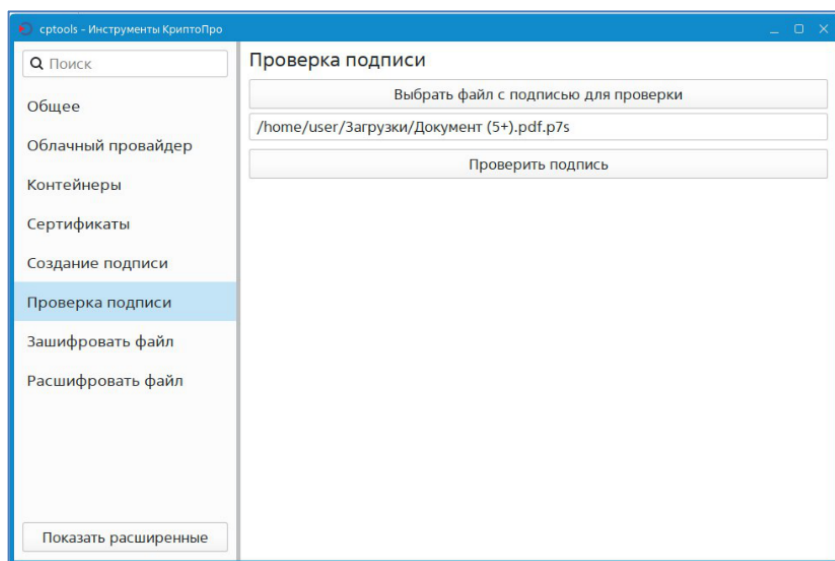 cptools - Инструменты КриптоПро
Поиск
Общее
Облачный провайдер
Контейнеры
Сертификаты
Создание подписи
Проверка подписи
Зашифровать файл
Расшифровать файл
Показать расширенные
Проверка подписи
Выбрать файл с подписью для проверки
/home/user/Загрузки/Документ (5+).pdf.p7s
Проверить подпись